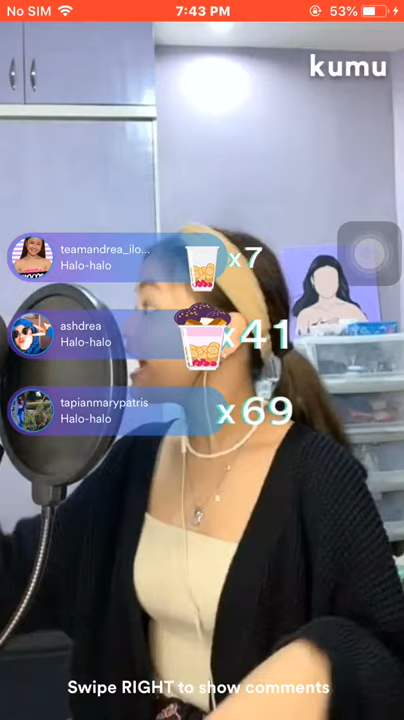 No SIM 7:43 PM 53%
kumu
teamandrea_ilo...
Halo-halo
x7
ashdrea
Halo-halo
x41
tapianmarypatris
Halo-halo
x69
Swipe RIGHT to show comments